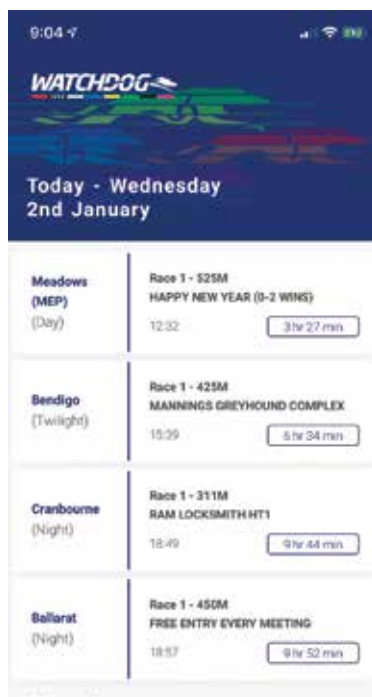 9:04
WATCHDOG
Today - Wednesday
2nd January
Meadows
(MEP)
(Day)
Race 1 - 525M
HAPPY NEW YEAR (0-2 WINS)
12:32
3 hr 27 min
Bendigo
(Twilight)
Race 1 - 425M
MANNINGS GREYHOUND COMPLEX
15:39
6 hr 34 min
Cranbourne
(Night)
Race 1 - 311M
RAM LOCKSMITH HT1
18:49
9 hr 44 min
Ballarat
(Night)
Race 1 - 450M
FREE ENTRY EVERY MEETING
18:57
9 hr 52 min